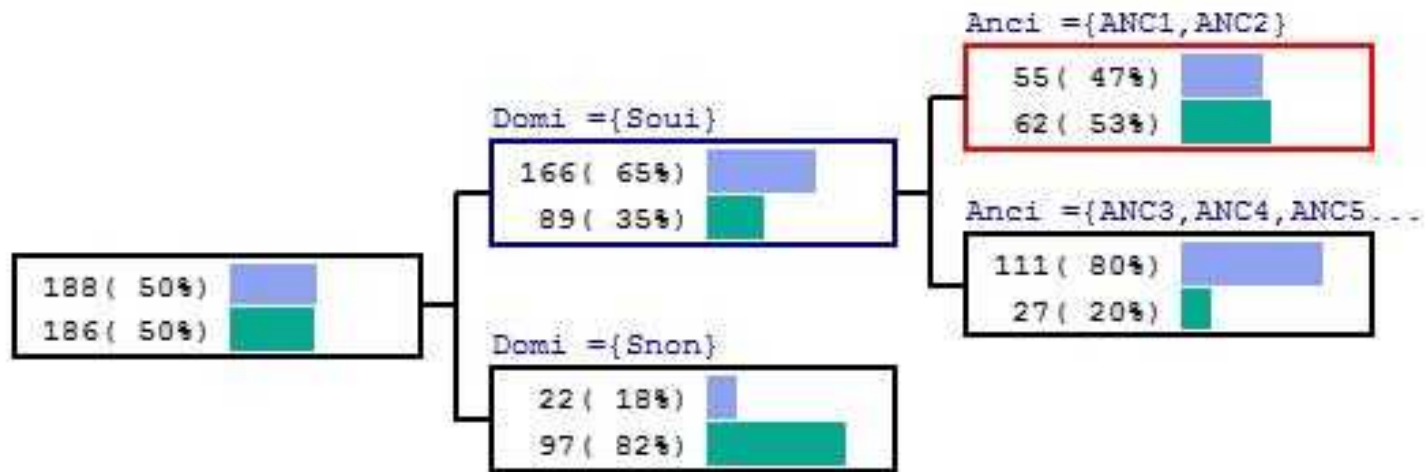 188( 50%)
186( 50%)
Domi ={Soui}
166( 65%)
89( 35%)
Domi ={Snon}
22( 18%)
97( 82%)
Anci ={ANC1,ANC2}
55( 47%)
62( 53%)
Anci ={ANC3,ANC4,ANC5...
111( 80%)
27( 20%)